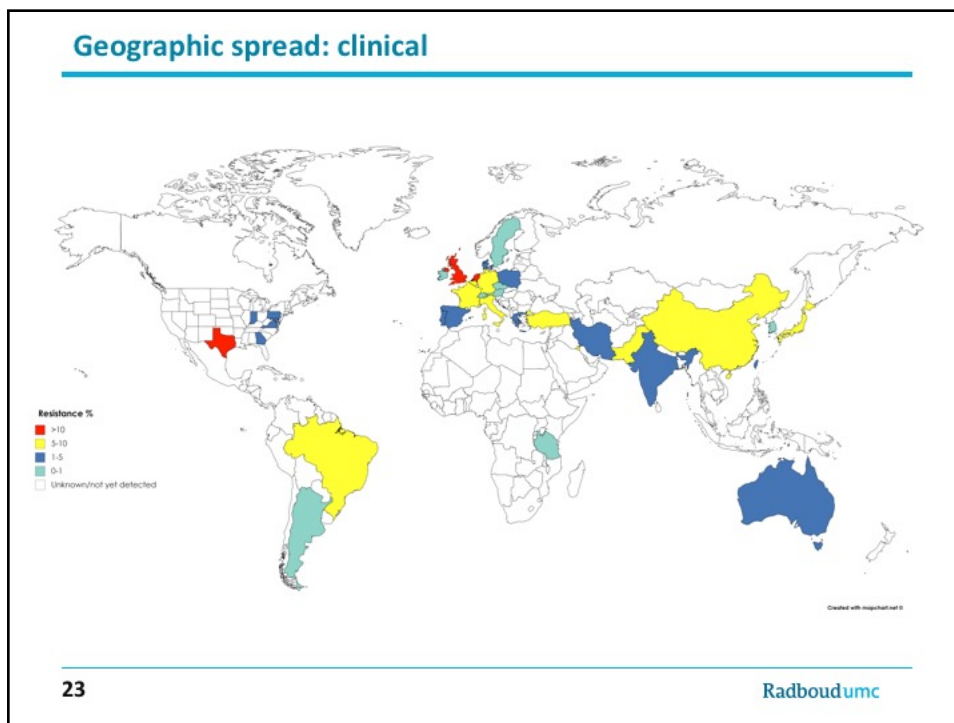 Geographic spread: clinical
Resistance %
>10
5-10
1-5
0-1
Unknown/not yet detected
Created with mapchart.net ©
23
Radboudumc